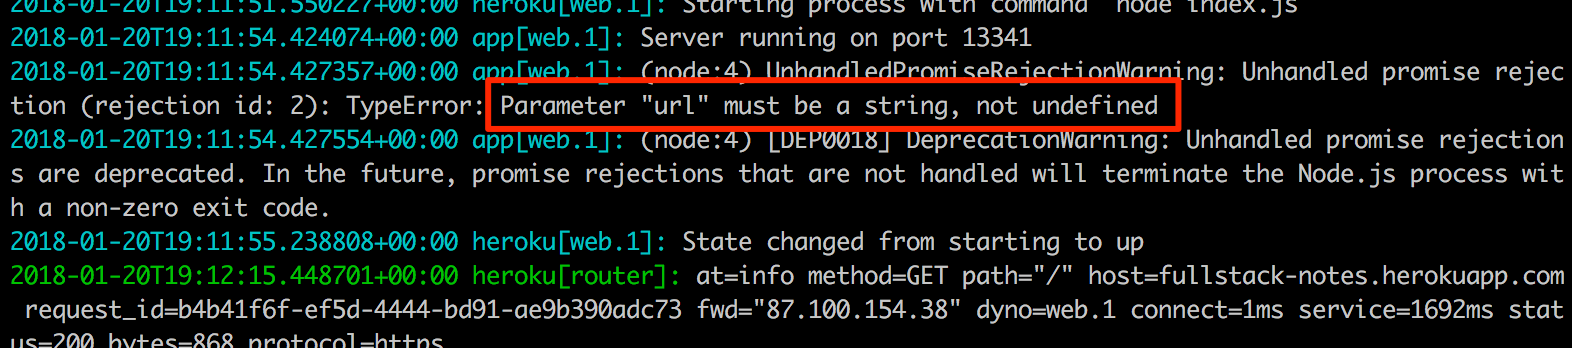 2018-01-20T19:11:51.550227+00:00 heroku[web.1]: Starting process with command `node index.js`
2018-01-20T19:11:54.424074+00:00 app[web.1]: Server running on port 13341
2018-01-20T19:11:54.427357+00:00 app[web.1]: (node:4) UnhandledPromiseRejectionWarning: Unhandled promise rejec
tion (rejection id: 2): TypeError: Parameter "url" must be a string, not undefined
2018-01-20T19:11:54.427554+00:00 app[web.1]: (node:4) [DEP0018] DeprecationWarning: Unhandled promise rejection
s are deprecated. In the future, promise rejections that are not handled will terminate the Node.js process wit
h a non-zero exit code.
2018-01-20T19:11:55.238808+00:00 heroku[web.1]: State changed from starting to up
2018-01-20T19:12:15.448701+00:00 heroku[router]: at=info method=GET path="/" host=fullstack-notes.herokuapp.com
request_id=b4b41f6f-ef5d-4444-bd91-ae9b390adc73 fwd="87.100.154.38" dyno=web.1 connect=1ms service=1692ms stat
us=200 bytes=868 protocol=https